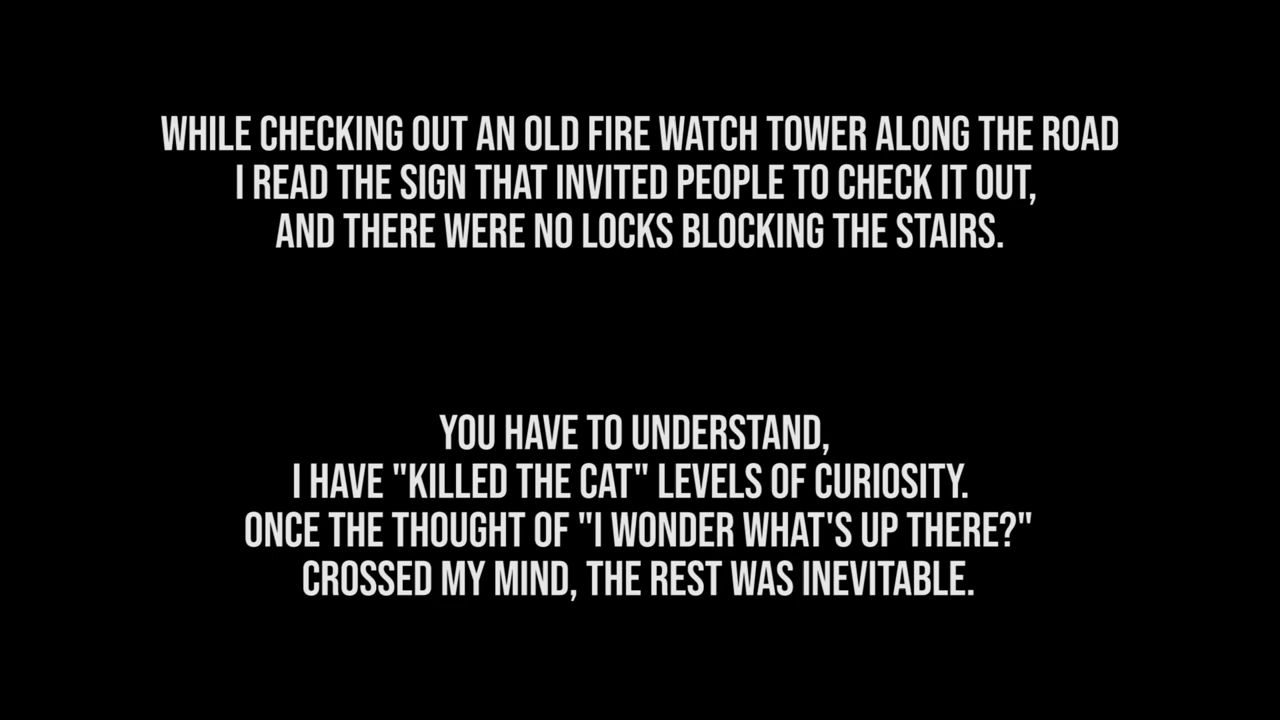 WHILE CHECKING OUT AN OLD FIRE WATCH TOWER ALONG THE ROAD
I READ THE SIGN THAT INVITED PEOPLE TO CHECK IT OUT,
AND THERE WERE NO LOCKS BLOCKING THE STAIRS.
YOU HAVE TO UNDERSTAND,
I HAVE "KILLED THE CAT" LEVELS OF CURIOSITY.
ONCE THE THOUGHT OF "I WONDER WHAT'S UP THERE?"
CROSSED MY MIND, THE REST WAS INEVITABLE.